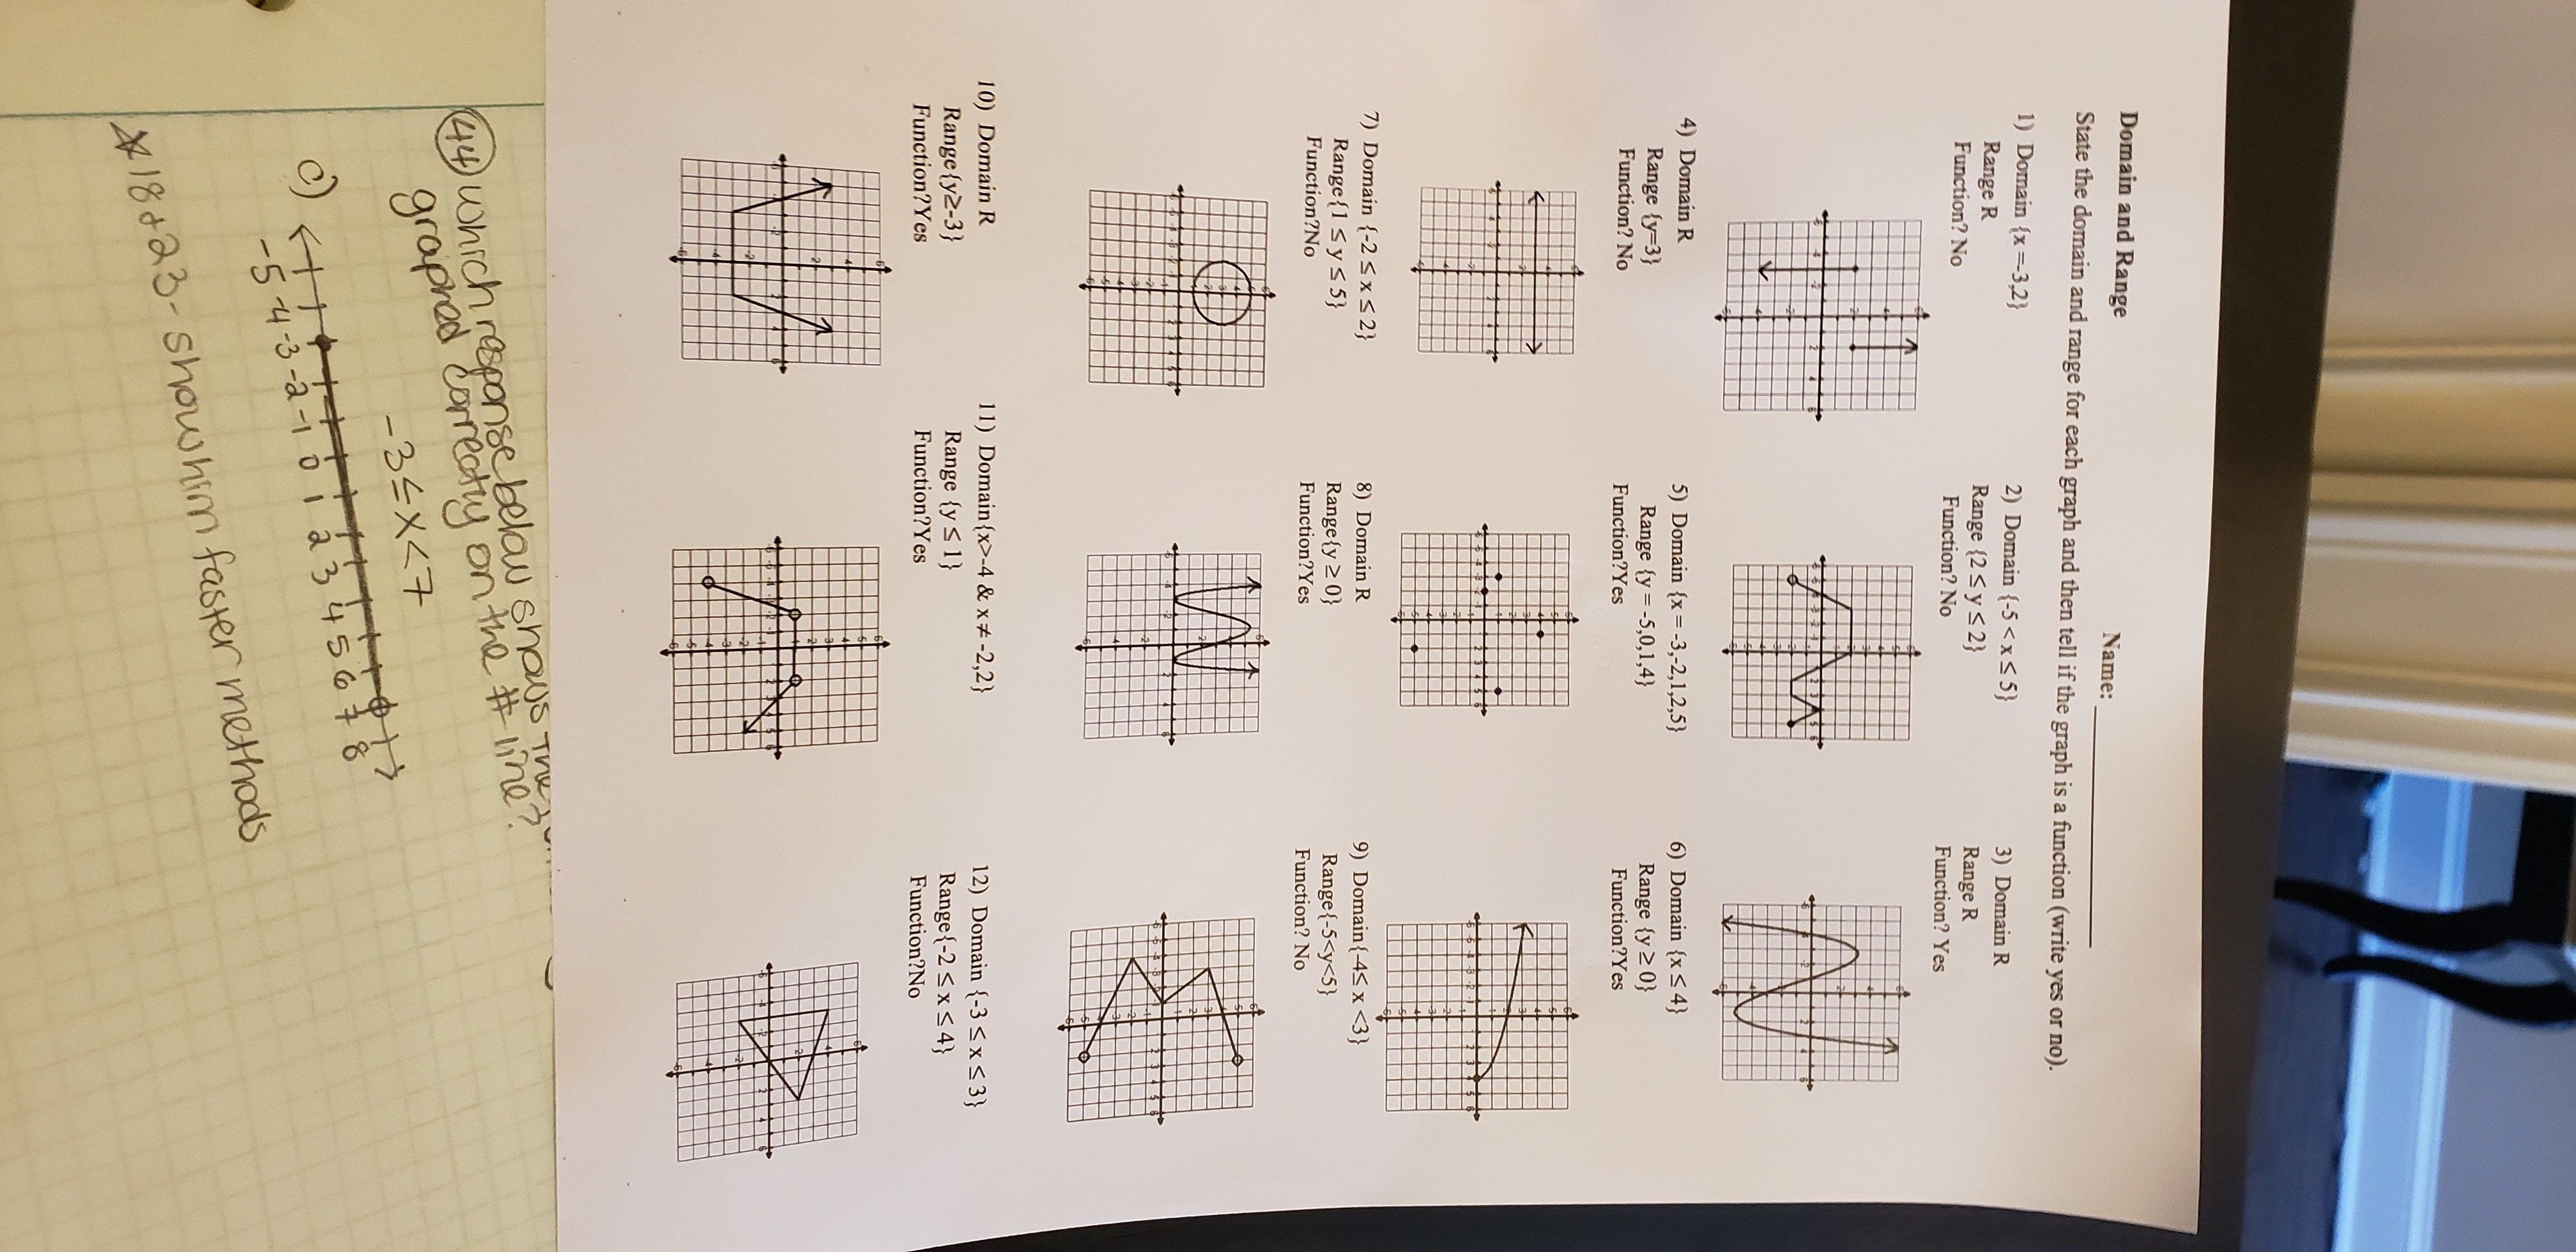 Domain and Range
Name:
State the domain and range for each graph and then tell if the graph is a function (write yes or no).
1) Domain {x =-3,2}
Range R
Function? No
2) Domain {-5 < x ≤ 5}
Range {2 ≤ y ≤ 2}
Function? No
3) Domain R
Range R
Function? Yes
4) Domain R
Range {y=3}
Function? No
5) Domain {x = -3,-2,1,2,5}
Range {y = -5,0,1,4}
Function?Yes
6) Domain {x ≤ 4}
Range {y ≥ 0}
Function?Yes
7) Domain {-2 ≤ x ≤ 2}
Range{1 ≤ y ≤ 5}
Function?No
8) Domain R
Range{y ≥ 0}
Function?Yes
9) Domain{-4≤ x <3}
Range{-5<y<5}
Function? No
10) Domain R
Range{y≥-3}
Function?Yes
11) Domain{x>-4 & x ≠ -2,2}
Range {y ≤ 1}
Function?Yes
12) Domain {-3 ≤ x ≤ 3}
Range{-2 ≤ x ≤ 4}
Function?No
44 Which response below shows the
graphed correctly on the # line?
-3 ≤ x < 7
c)
-5 -4 -3 -2 -1 0 1 2 3 4 5 6 7 8
18+23- show him faster methods